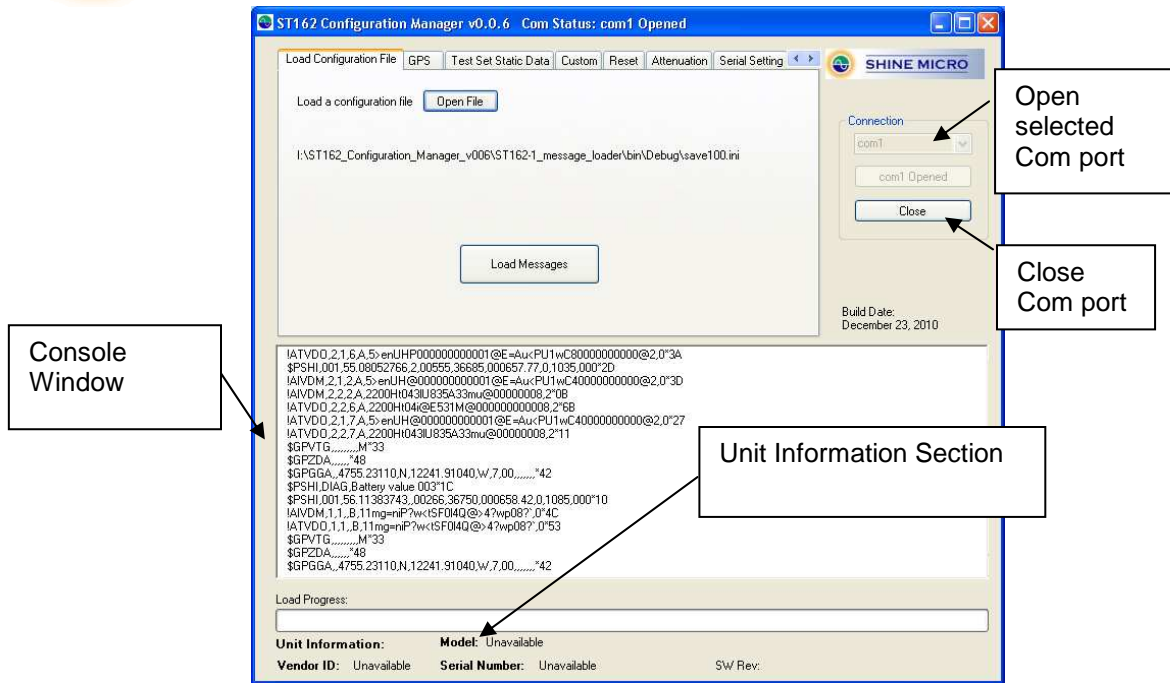 ST162 Configuration Manager v0.0.6 Com Status: com1 Opened
Load Configuration File GPS Test Set Static Data Custom Reset Attenuation Serial Setting
SHINE MICRO
Load a configuration file Open File
I:\ST162_Configuration_Manager_v006\ST162-1_message_loader\bin\Debug\save100.ini
Load Messages
Connection
com1
com1 Opened
Close
Build Date:
December 23, 2010
Open
selected
Com port
Close
Com port
Console
Window
!ATVDO,2,1,6,A,5>enUHP000000000001@E=Au<PU1wC80000000000@2,0*3A
$PSHI,001,55.08052766,2,00555,36685,000657.77,0,1035,000*2D
!AIVDM,2,1,2,A,5>enUH@000000000001@E=Au<PU1wC40000000000@2,0*3D
!AIVDM,2,2,2,A,2200Ht043IU835A33mu@00000008,2*0B
!ATVDO,2,2,6,A,2200Ht04i@E531M@000000000008,2*6B
!ATVDO,2,1,7,A,5>enUH@000000000001@E=Au<PU1wC40000000000@2,0*27
!ATVDO,2,2,7,A,2200Ht043IU835A33mu@00000008,2*11
$GPVTG,,,,,,,,,M*33
$GPZDA,,,,,,*48
$GPGGA,,4755.23110,N,12241.91040,W,7,00,,,,,,,*42
$PSHI,DIAG,Battery value 003*1C
$PSHI,001,56.11383743,,00266,36750,000658.42,0,1085,000*10
!AIVDM,1,1,,B,11mg=niP?w<tSF0l4Q@>4?wp08?`,0*4C
!ATVDO,1,1,,B,11mg=niP?w<tSF0l4Q@>4?wp08?`,0*53
$GPVTG,,,,,,,,,M*33
$GPZDA,,,,,,*48
$GPGGA,,4755.23110,N,12241.91040,W,7,00,,,,,,,*42
Unit Information Section
Load Progress:
Unit Information: Model: Unavailable
Vendor ID: Unavailable Serial Number: Unavailable SW Rev: